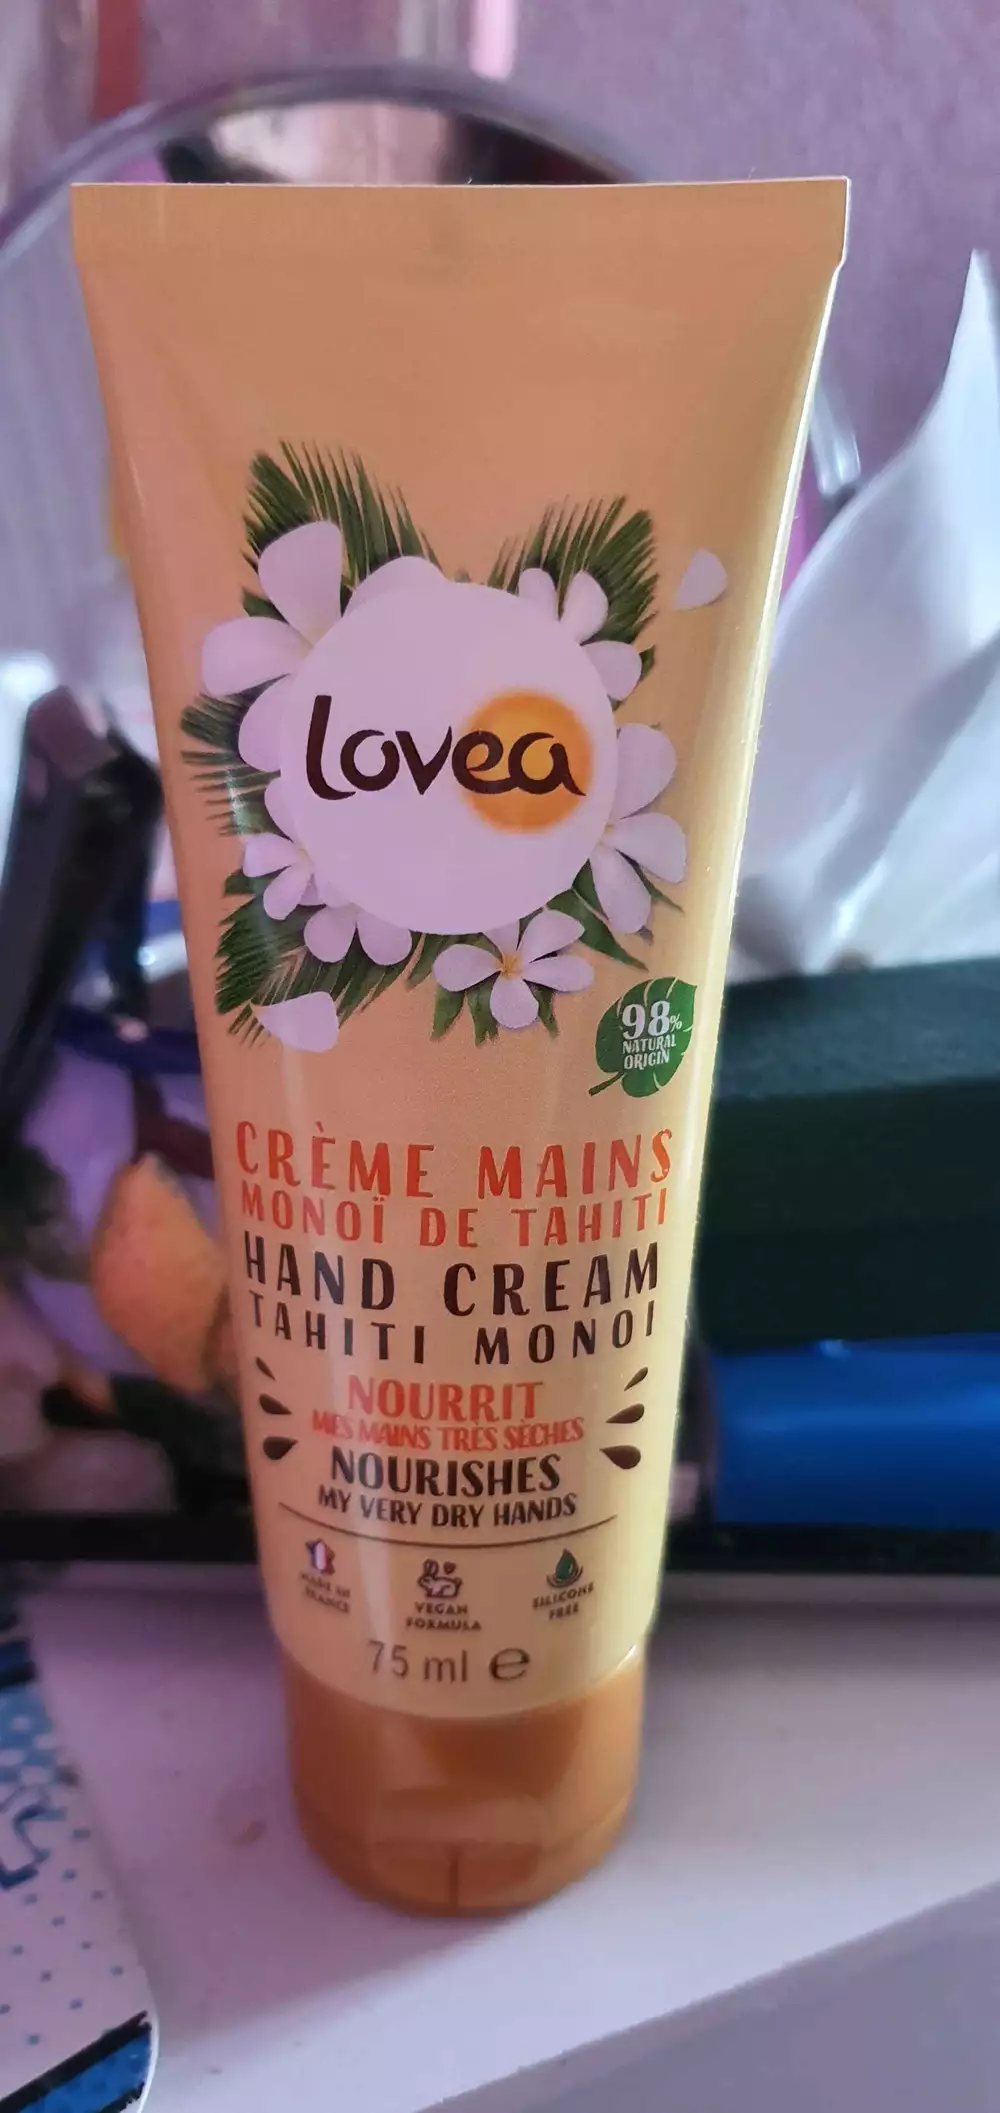 Lovea
98%
NATURAL
ORIGIN
CRÈME MAINS
MONOÏ DE TAHITI
HAND CREAM
TAHITI MONOI
NOURRIT
MES MAINS TRÈS SÈCHES
NOURISHES
MY VERY DRY HANDS
MADE IN
FRANCE
VEGAN
FORMULA
SILICONE
FREE
75 ml e